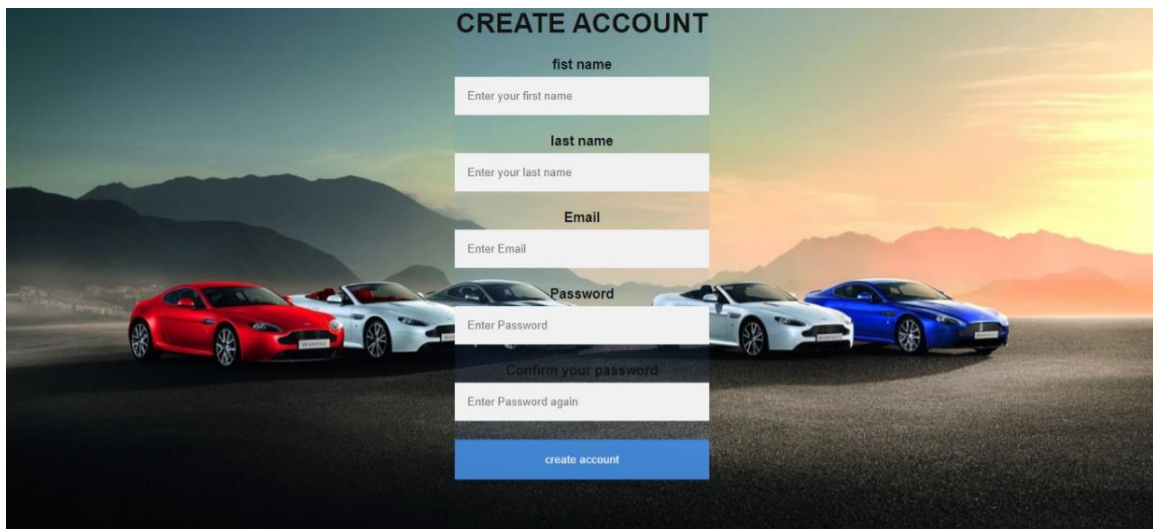 CREATE ACCOUNT
fist name
Enter your first name
last name
Enter your last name
Email
Enter Email
Password
Enter Password
Confirm your password
Enter Password again
create account